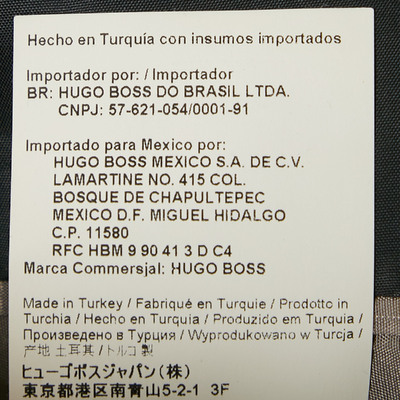 Hecho en Turquía con insumos importados
Importador por: / Importador
BR: HUGO BOSS DO BRASIL LTDA.
CNPJ: 57-621-054/0001-91
Importado para Mexico por:
HUGO BOSS MEXICO S.A. DE C.V.
LAMARTINE NO. 415 COL.
BOSQUE DE CHAPULTEPEC
MEXICO D.F. MIGUEL HIDALGO
C.P. 11580
RFC HBM 9 90 41 3 D C4
Marca Commersjal: HUGO BOSS
Made in Turkey / Fabriqué en Turquie / Prodotto in
Turchia / Hecho en Turquia / Produzido em Turquia /
Произведено в Турция / Wyprodukowano w Turcja /
产地 土耳其 / トルコ 製
ヒューゴボスジャパン(株)
東京都港区南青山5-2-1 3F